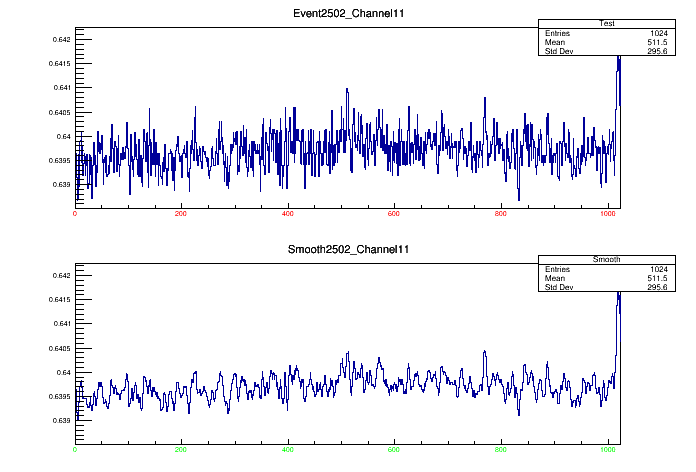 Event2502_Channel11
Test
Entries 1024
Mean 511.5
Std Dev 295.6
0.642
0.6415
0.641
0.6405
0.64
0.6395
0.639
0 200 400 600 800 1000
Smooth2502_Channel11
Smooth
Entries 1024
Mean 511.5
Std Dev 295.6
0.642
0.6415
0.641
0.6405
0.64
0.6395
0.639
0 200 400 600 800 1000